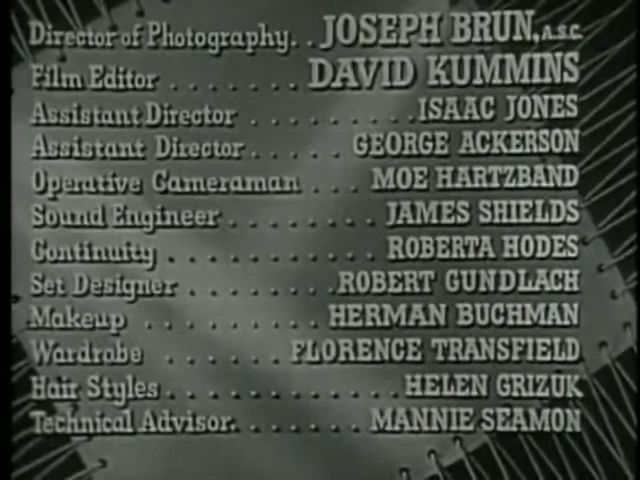 Director of Photography. . JOSEPH BRUN, A.S.C.
Film Editor . . . . . . . DAVID KUMMINS
Assistant Director . . . . . . . . . ISAAC JONES
Assistant Director . . . . . GEORGE ACKERSON
Operative Cameraman . . . MOE HARTZBAND
Sound Engineer . . . . . . . . JAMES SHIELDS
Continuity . . . . . . . . . . . ROBERTA HODES
Set Designer . . . . . . . . ROBERT GUNDLACH
Makeup . . . . . . . . . HERMAN BUCHMAN
Wardrobe . . . . . . FLORENCE TRANSFIELD
Hair Styles . . . . . . . . . . . . HELEN GRIZUK
Technical Advisor. . . . . . . MANNIE SEAMON